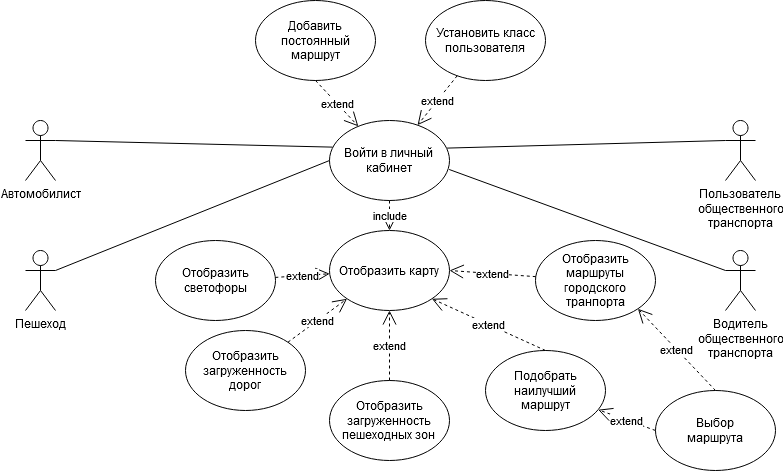 Добавить
постоянный
маршрут
Установить класс
пользователя
extend
extend
Войти в личный
кабинет
Автомобилист
Пользователь
общественного
транспорта
include
Отобразить
светофоры
extend
Отобразить карту
extend
Отобразить
маршруты
городского
транпорта
Пешеход
Водитель
общественного
транспорта
extend
extend
extend
extend
Отобразить
загруженность
дорог
Подобрать
наилучший
маршрут
Отобразить
загруженность
пешеходных зон
extend
Выбор
маршрута